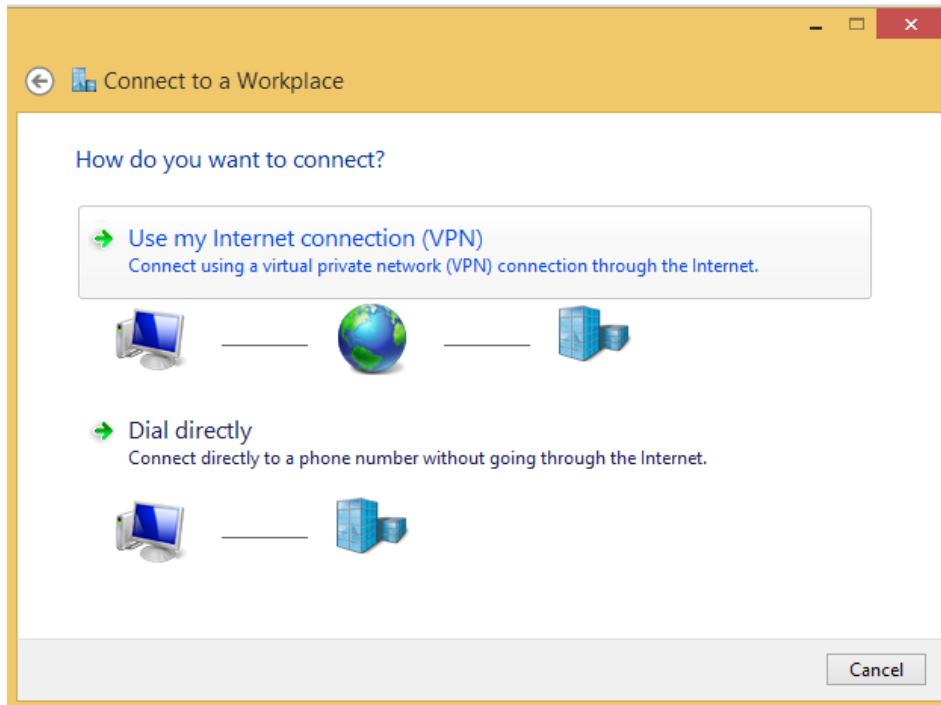 Connect to a Workplace
How do you want to connect?
Use my Internet connection (VPN)
Connect using a virtual private network (VPN) connection through the Internet.
Dial directly
Connect directly to a phone number without going through the Internet.
Cancel